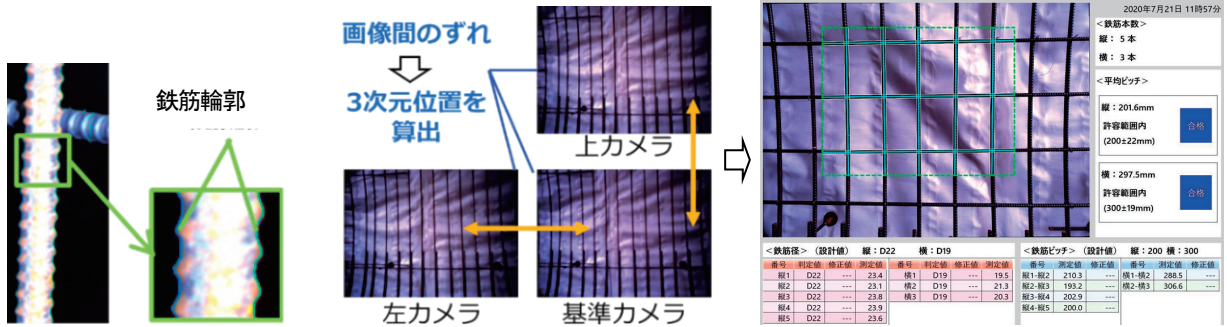 鉄筋輪郭
画像間のずれ
3次元位置を
算出
上カメラ
左カメラ
基準カメラ
2020年7月21日 11時57分
＜鉄筋本数＞
縦：5本
横：3本
＜平均ピッチ＞
縦：201.6mm
許容範囲内
(200±22mm)
合格
横：297.5mm
許容範囲内
(300±19mm)
合格
＜鉄筋径＞（設計値） 縦：D22 横：D19
番号 判定値 修正値 測定値 番号 判定値 修正値 測定値
縦1 D22 --- 23.4 横1 D19 --- 19.5
縦2 D22 --- 23.1 横2 D19 --- 21.3
縦3 D22 --- 23.8 横3 D19 --- 20.3
縦4 D22 --- 23.9
縦5 D22 --- 23.6
＜鉄筋ピッチ＞（設計値） 縦：200 横：300
番号 測定値 修正値 番号 測定値 修正値
縦1-縦2 210.3 --- 横1-横2 288.5 ---
縦2-縦3 193.2 --- 横2-横3 306.6 ---
縦3-縦4 202.9 ---
縦4-縦5 200.0 ---